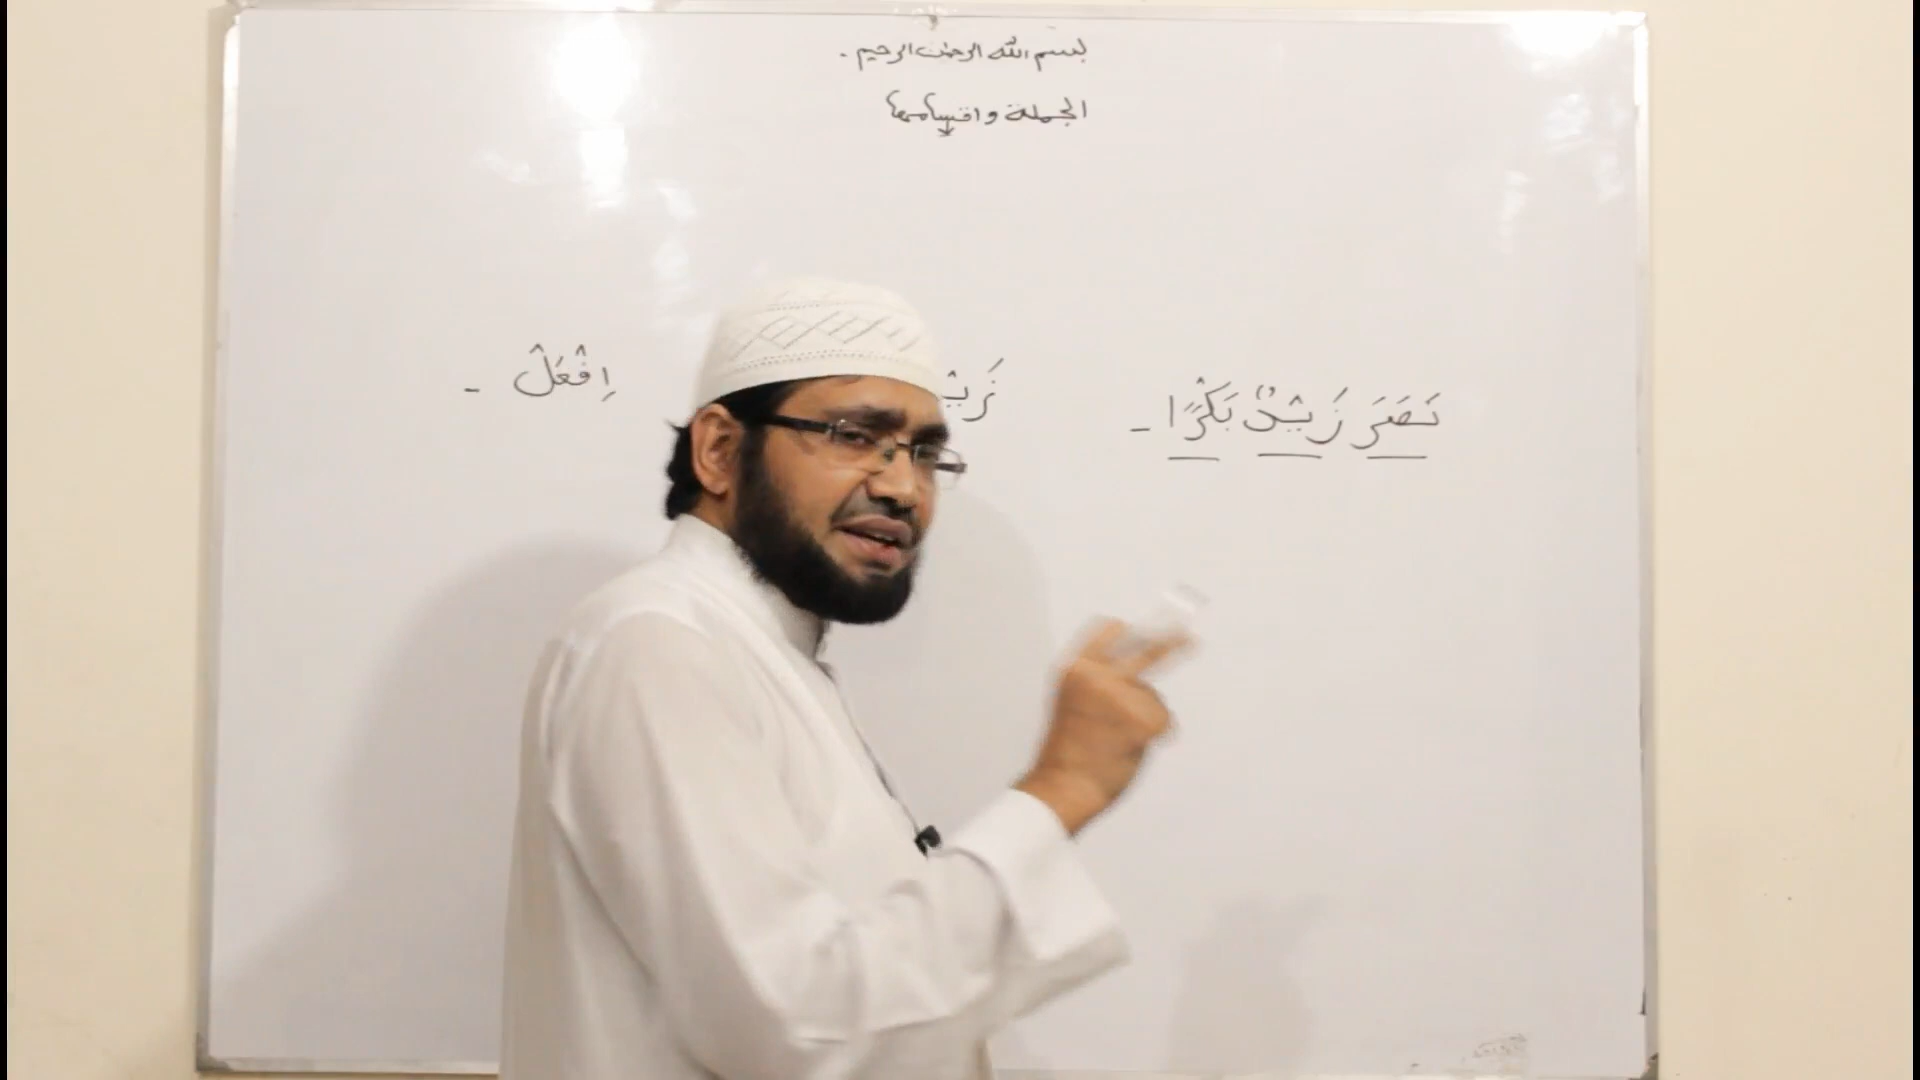 بسم الله الرحمن الرحيم -
الجملة واقسامها
نَصَرَ زَيْدٌ بَكْرًا -
اِفْعَلْ -